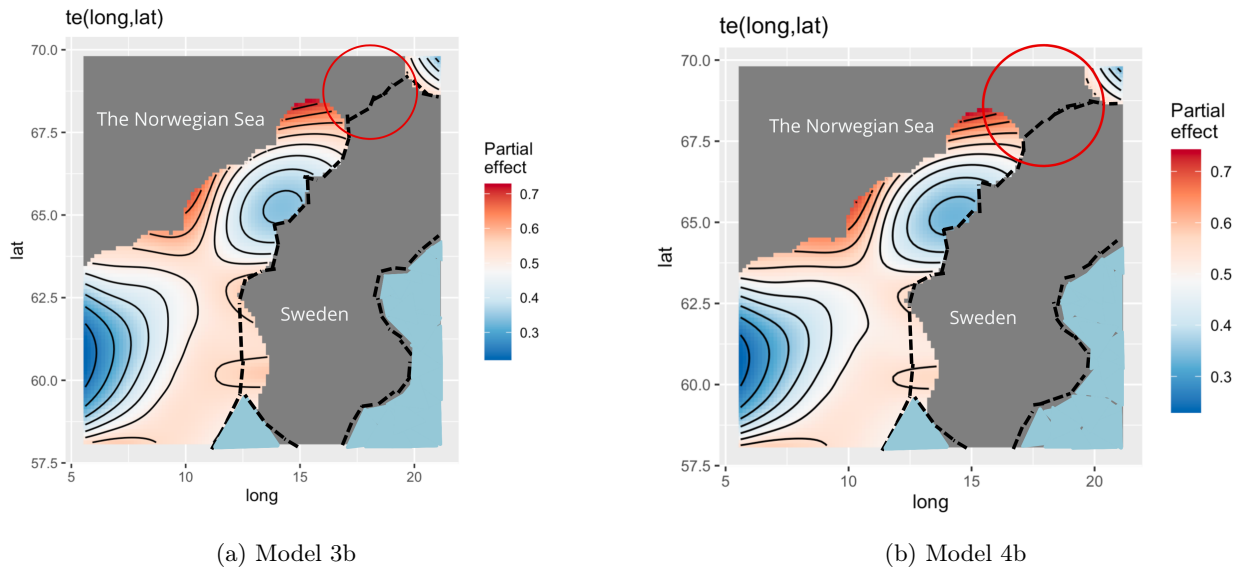 te(long,lat)
70.0
67.5
65.0
62.5
60.0
57.5
lat
The Norwegian Sea
Sweden
5
10
15
20
long
Partial
effect
0.7
0.6
0.5
0.4
0.3
(a) Model 3b
te(long,lat)
70.0
67.5
65.0
62.5
60.0
57.5
lat
The Norwegian Sea
Sweden
5
10
15
20
long
Partial
effect
0.7
0.6
0.5
0.4
0.3
(b) Model 4b